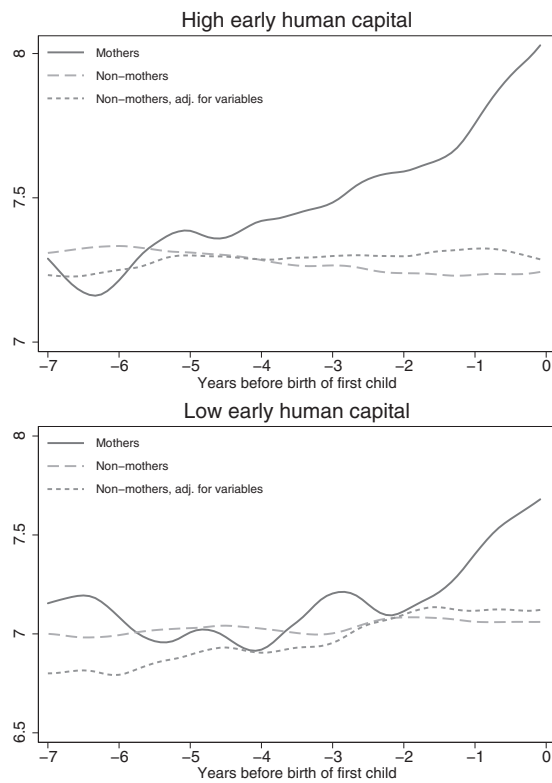 High early human capital
8
Mothers
Non−mothers
Non−mothers, adj. for variables
7.5
7
−7 −6 −5 −4 −3 −2 −1 0
Years before birth of first child
Low early human capital
8
Mothers
Non−mothers
Non−mothers, adj. for variables
7.5
7
6.5
−7 −6 −5 −4 −3 −2 −1 0
Years before birth of first child